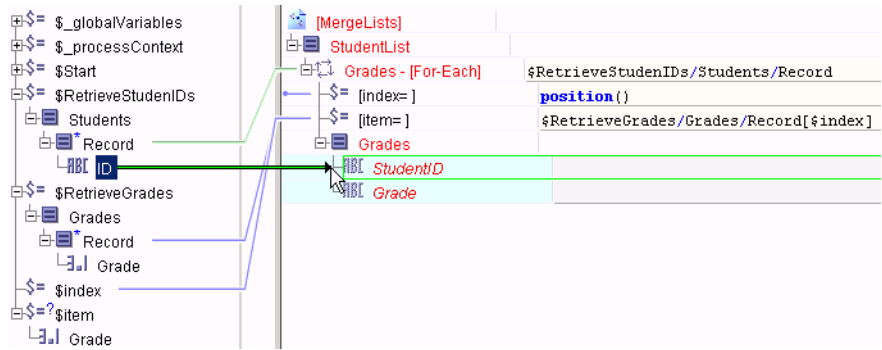 $_globalVariables
$_processContext
$Start
$RetrieveStudenIDs
Students
Record
ID
$RetrieveGrades
Grades
Record
Grade
$index
$item
Grade
[MergeLists]
StudentList
Grades - [For-Each] $RetrieveStudenIDs/Students/Record
[index= ] position()
[item= ] $RetrieveGrades/Grades/Record[$index]
Grades
StudentID
Grade